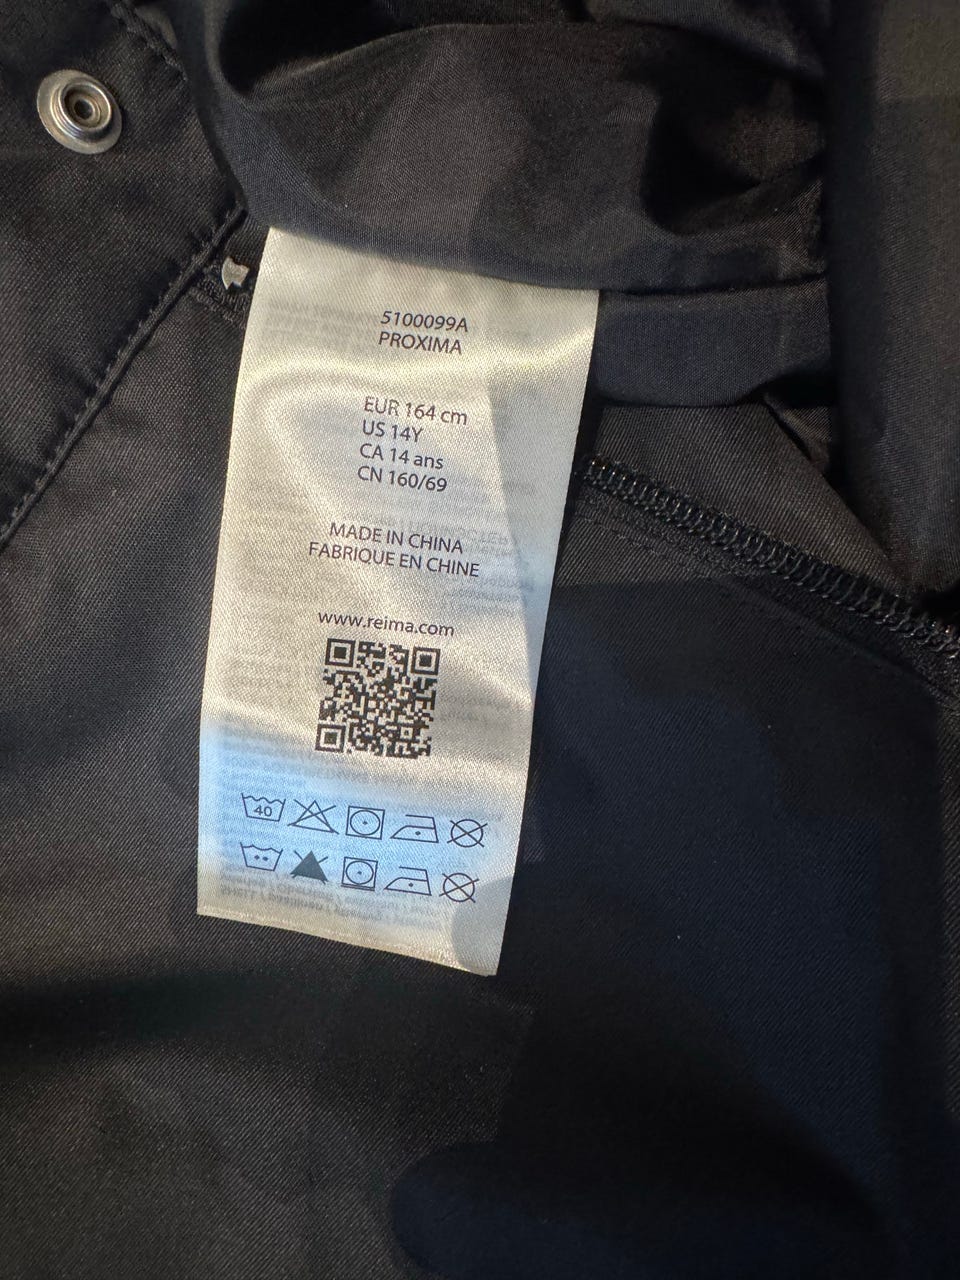 5100099A
PROXIMA
EUR 164 cm
US 14Y
CA 14 ans
CN 160/69
MADE IN CHINA
FABRIQUE EN CHINE
www.reima.com
40